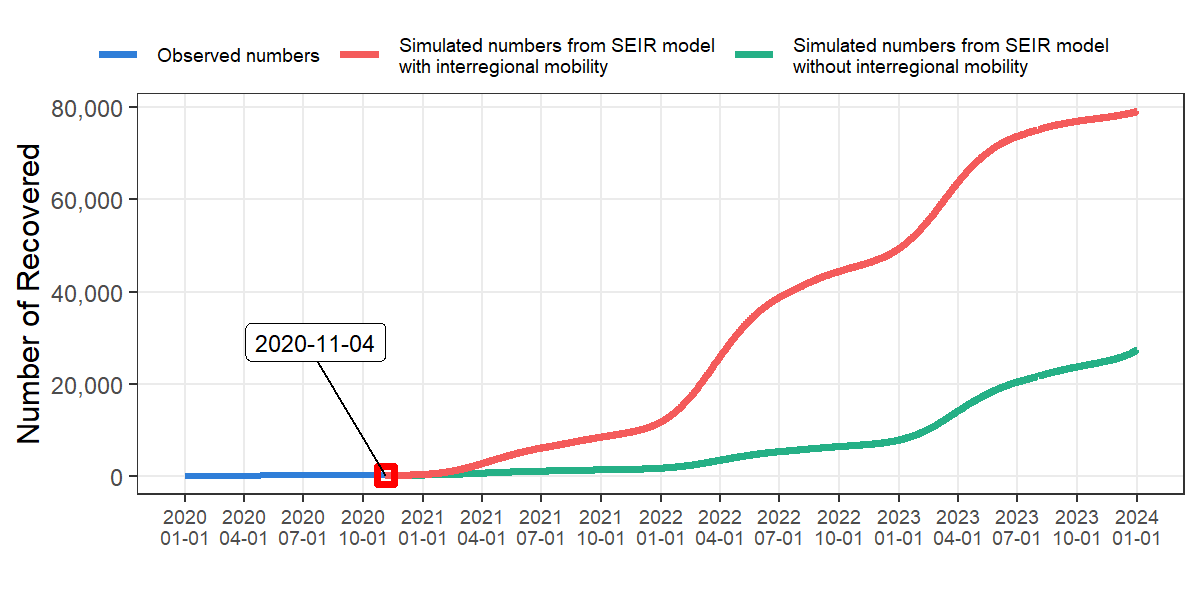 Observed numbers
Simulated numbers from SEIR model
with interregional mobility
Simulated numbers from SEIR model
without interregional mobility
Number of Recovered
80,000
60,000
40,000
20,000
0
2020-11-04
2020 2020 2020 2020 2021 2021 2021 2021 2022 2022 2022 2022 2023 2023 2023 2023 2024
01-01 04-01 07-01 10-01 01-01 04-01 07-01 10-01 01-01 04-01 07-01 10-01 01-01 04-01 07-01 10-01 01-01